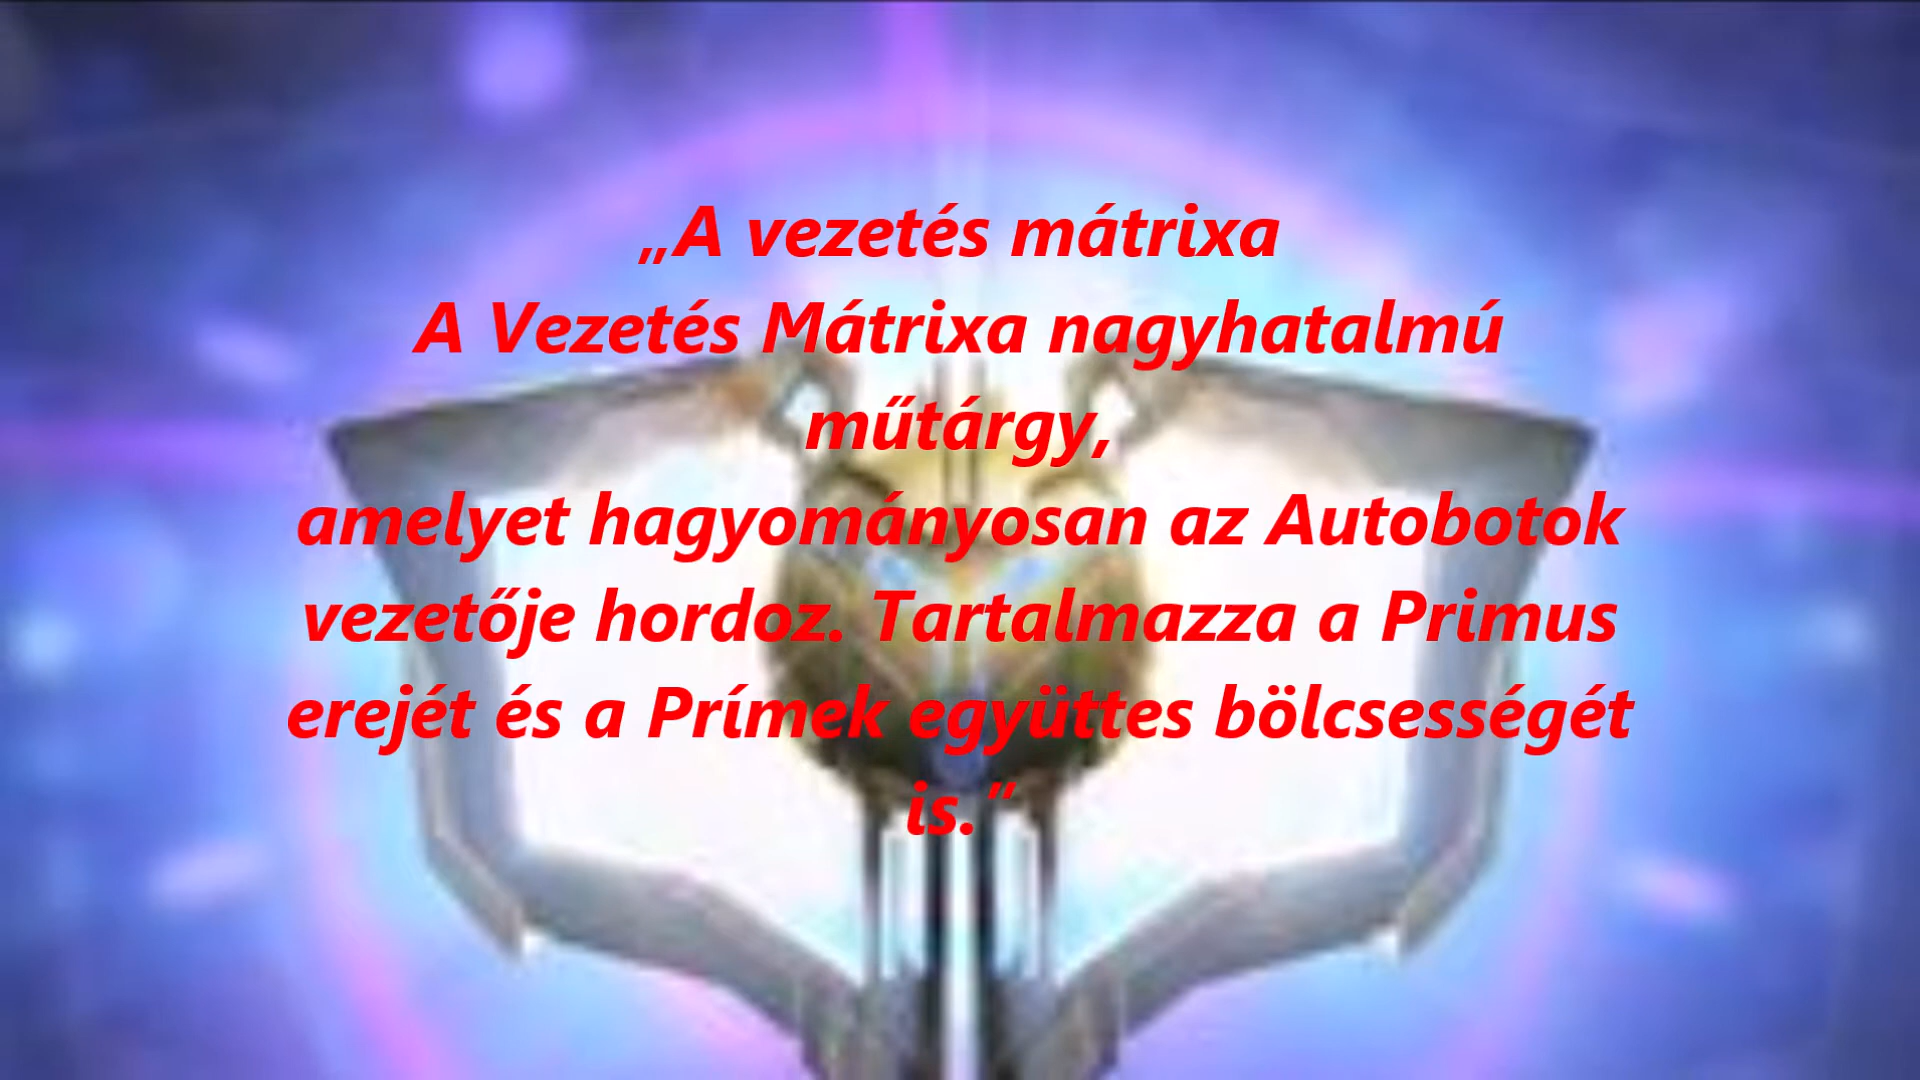 „A vezetés mátrixa
A Vezetés Mátrixa nagyhatalmú
műtárgy,
amelyet hagyományosan az Autobotok
vezetője hordoz. Tartalmazza a Primus
erejét és a Prímek együttes bölcsességét
is.”